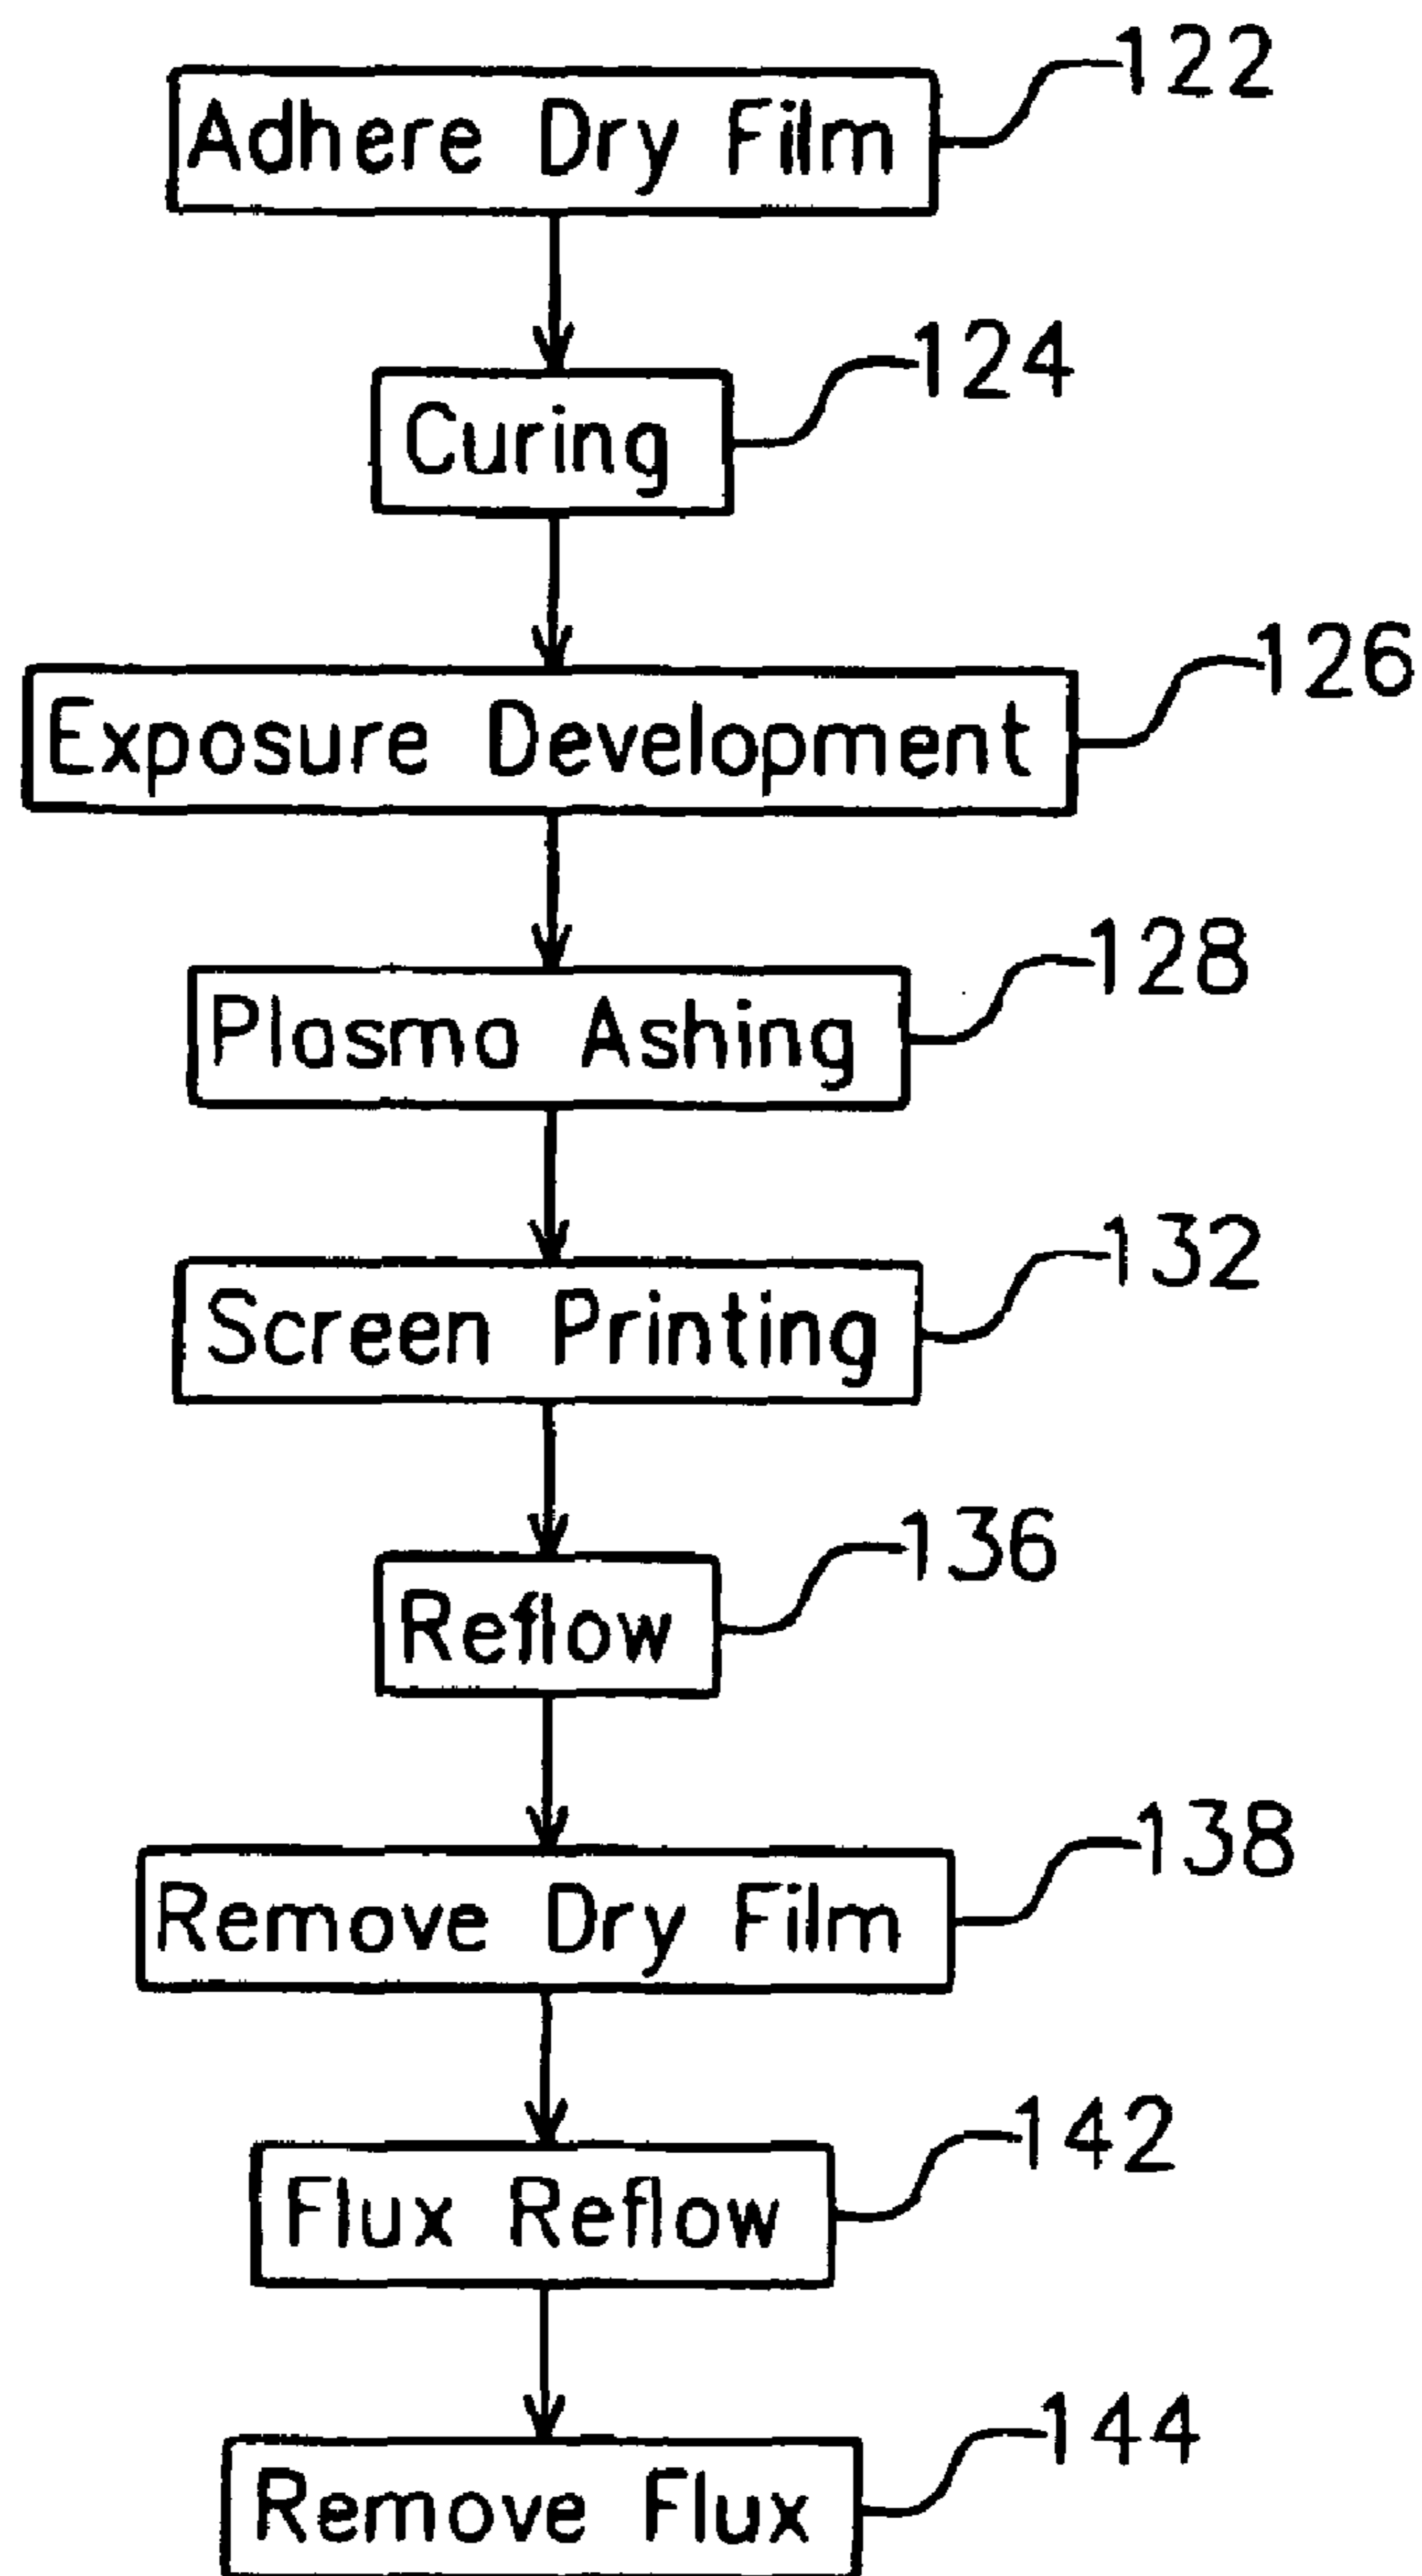 122
Adhere Dry Film
124
Curing
126
Exposure Development
128
Plasma Ashing
132
Screen Printing
136
Reflow
138
Remove Dry Film
142
Flux Reflow
144
Remove Flux